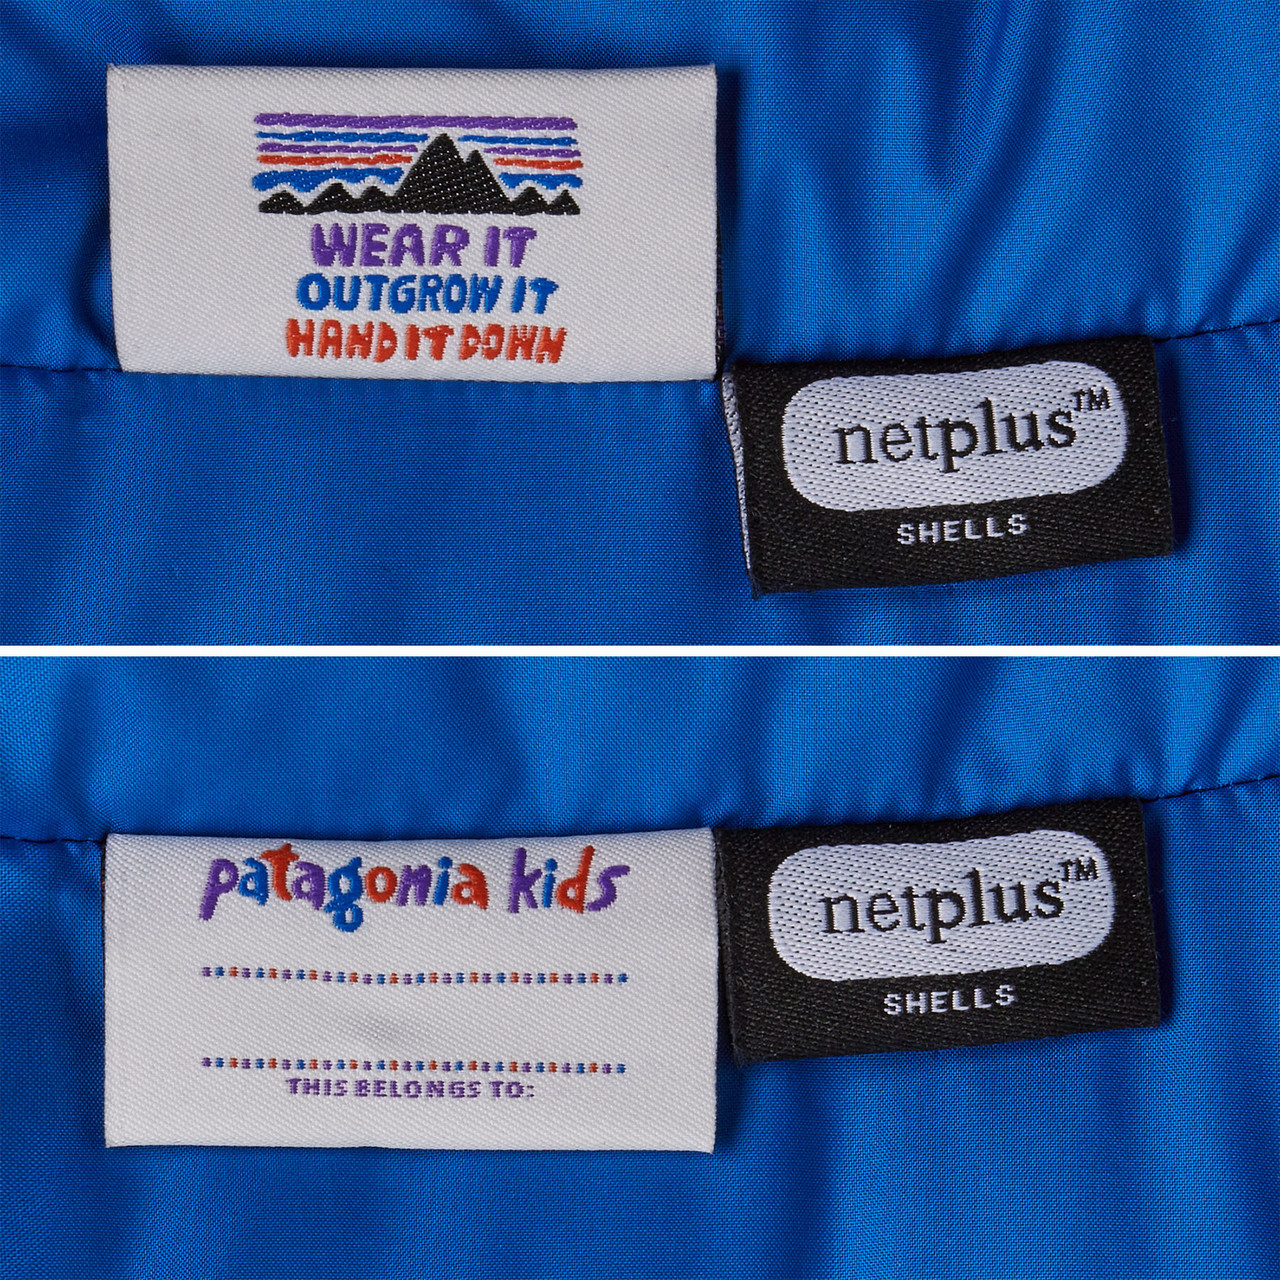 WEAR IT
OUTGROW IT
HAND IT DOWN
netplus™
SHELLS
patagonia kids
THIS BELONGS TO:
netplus™
SHELLS